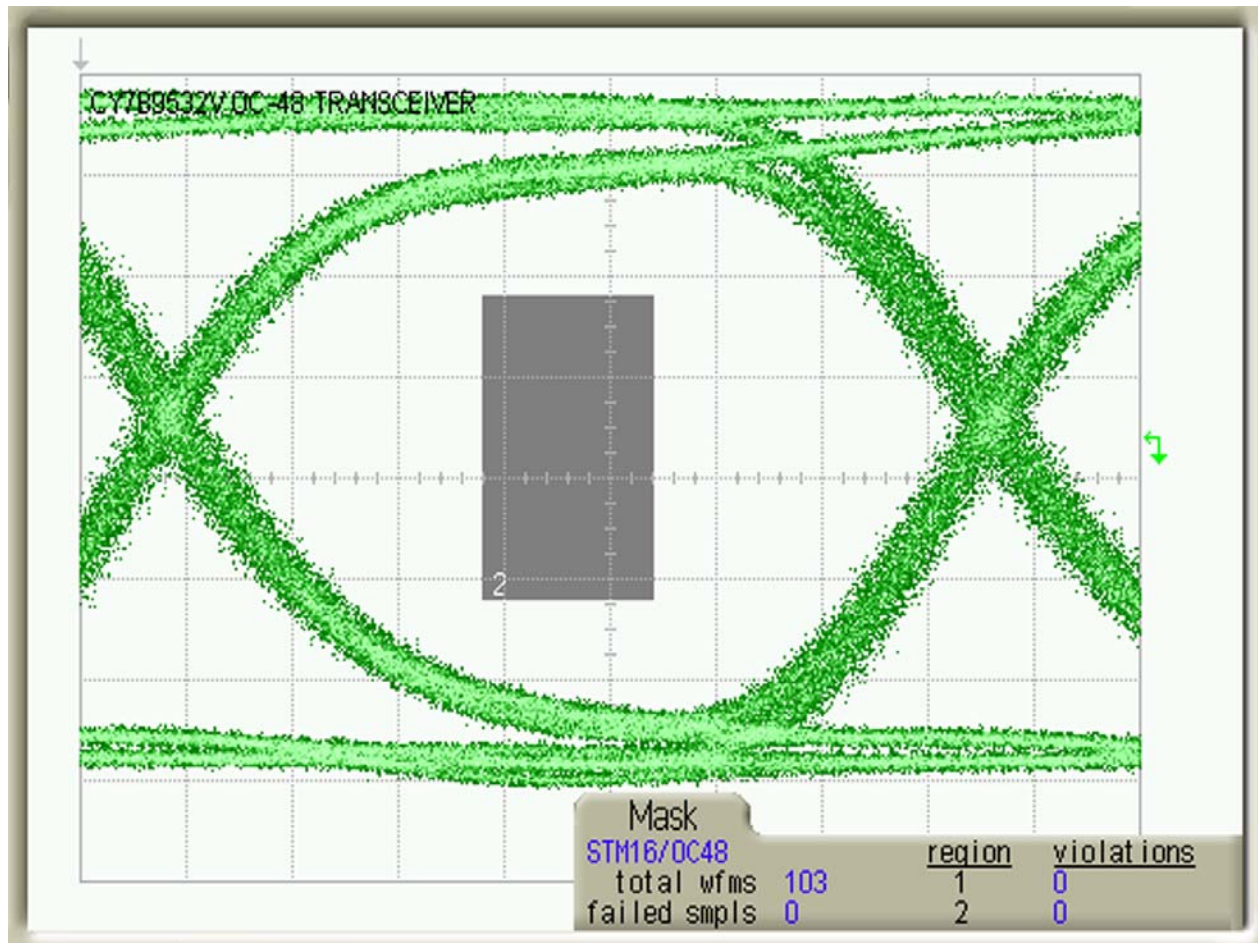 CY7B9532V OC-48 TRANSCEIVER
2
Mask
STM16/OC48 region violations
total wfms 103 1 0
failed smpls 0 2 0